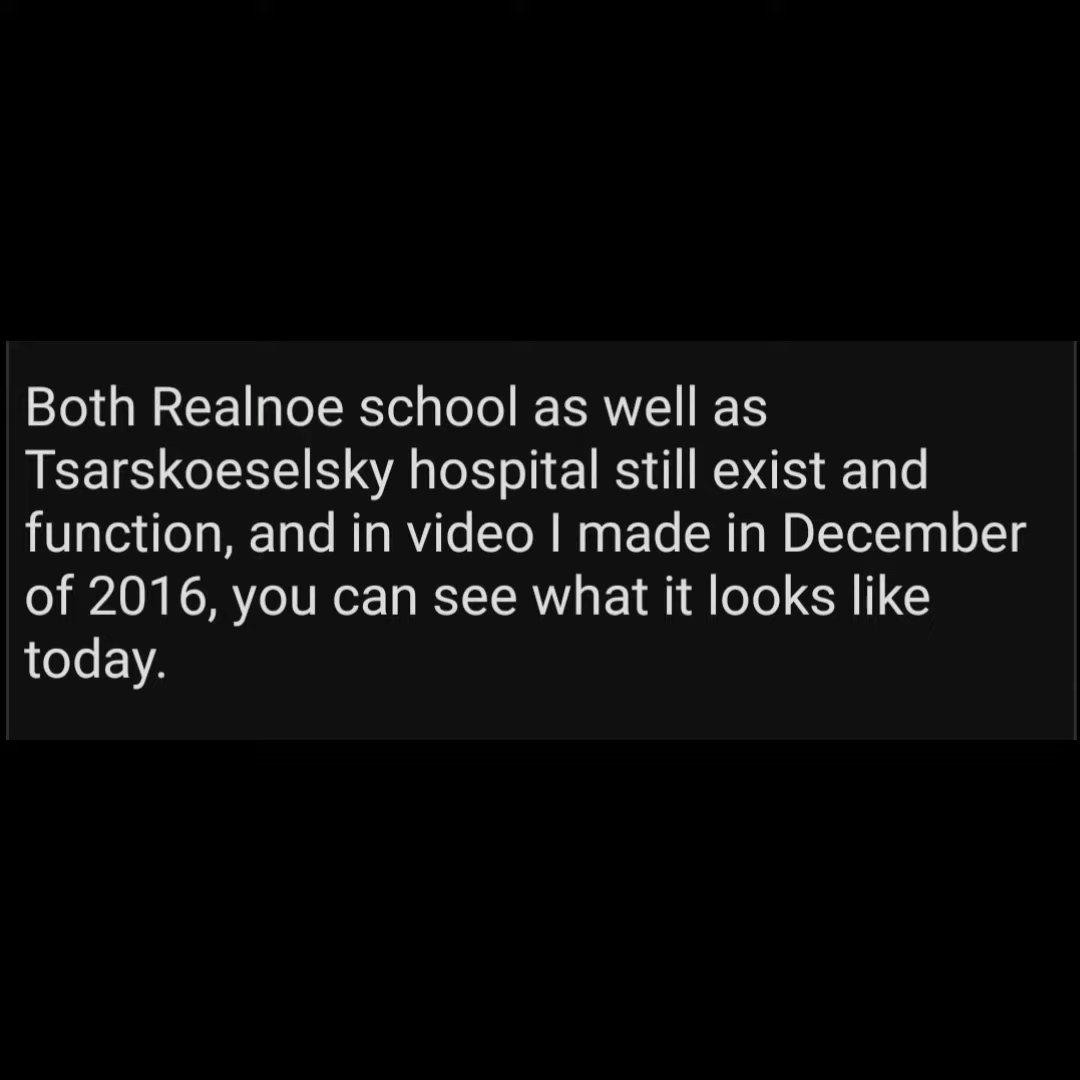 Both Realnoe school as well as
Tsarskoeselsky hospital still exist and
function, and in video I made in December
of 2016, you can see what it looks like
today.